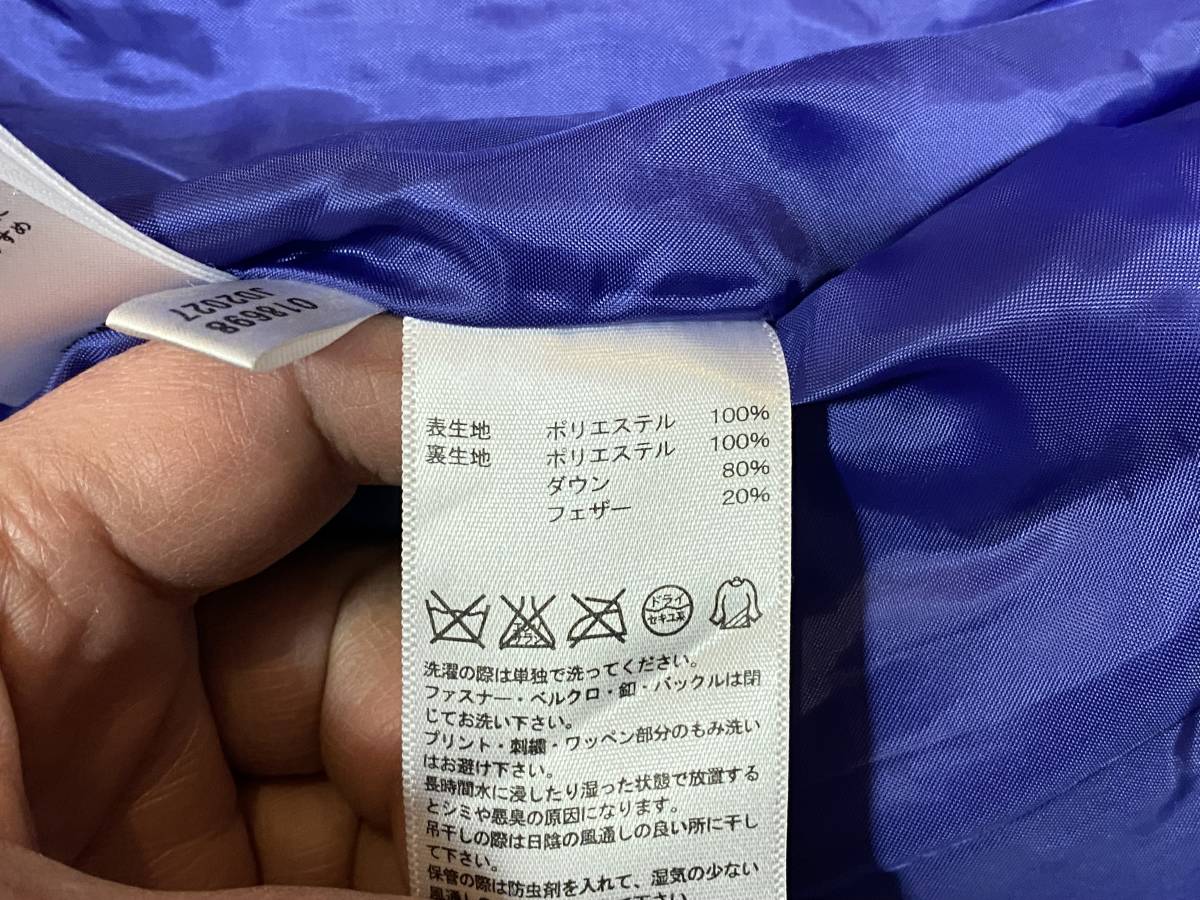 すめ
018698
JD2027
表生地 ポリエステル 100%
裏生地 ポリエステル 100%
ダウン 80%
フェザー 20%
ドライ
セキユ系
洗濯の際は単独で洗ってください。
ファスナー・ベルクロ・釦・バックルは閉
じてお洗い下さい。
プリント・刺繍・ワッペン部分のもみ洗い
はお避け下さい。
長時間水に浸したり湿った状態で放置する
とシミや悪臭の原因になります。
吊干しの際は日陰の風通しの良い所に干し
て下さい。
保管の際は防虫剤を入れて、湿気の少ない
風通し